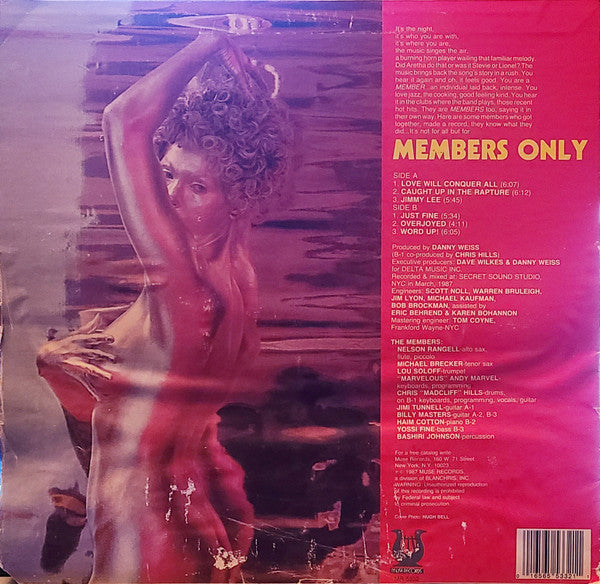 It's the night,
it's who you are with,
it's where you are,
the music singes the air,
a burning horn player wailing that familiar melody.
Did Aretha do that or was it Stevie or Lionel? The
music brings back the song's story in a rush. You
hear it again and oh, it feels good. You are a
MEMBER...an individual laid back, intense. You
love jazz, the cooking, good feeling kind. You hear
it in the clubs where the band plays, those recent
hot hits. They are MEMBERS too, saying it in
their own way. Here are some members who got
together, made a record; they know what they
did...It's not for all but for
MEMBERS ONLY
SIDE A
1. LOVE WILL CONQUER ALL (6:07)
2. CAUGHT UP IN THE RAPTURE (6:12)
3. JIMMY LEE (5:45)
SIDE B
1. JUST FINE (5:34)
2. OVERJOYED (4:11)
3. WORD UP! (6:05)
Produced by DANNY WEISS
(B-1 co-produced by CHRIS HILLS)
Executive producers: DAVE WILKES & DANNY WEISS
for DELTA MUSIC INC.
Recorded & mixed at: SECRET SOUND STUDIO,
NYC in March, 1987
Engineers: SCOTT NOLL, WARREN BRULEIGH,
JIM LYON, MICHAEL KAUFMAN,
BOB BROCKMAN, assisted by
ERIC BEHREND & KAREN BOHANNON
Mastering engineer: TOM COYNE,
Frankford Wayne-NYC
THE MEMBERS:
NELSON RANGELL-alto sax,
flute, piccolo
MICHAEL BRECKER-tenor sax
LOU SOLOFF-trumpet
"MARVELOUS" ANDY MARVEL-
keyboards, programming
CHRIS "MADCLIFF" HILLS-drums,
on B-1 keyboards, programming, vocals, guitar
JIMI TUNNELL-guitar A-1
BILLY MASTERS-guitar A-2, B-3
HAIM COTTON-piano B-2
YOSSI FINE-bass B-3
BASHIRI JOHNSON-percussion
For a free catalog write
Muse Records, 160 W. 71 Street
New York, N.Y. 10023
℗ © 1987 MUSE RECORDS,
a division of BLANCHRIS, INC
WARNING: Unauthorized reproduction
of this recording is prohibited
by Federal law and subject
to criminal prosecution.
Cover Photo: HUGH BELL
MUSE RECORDS